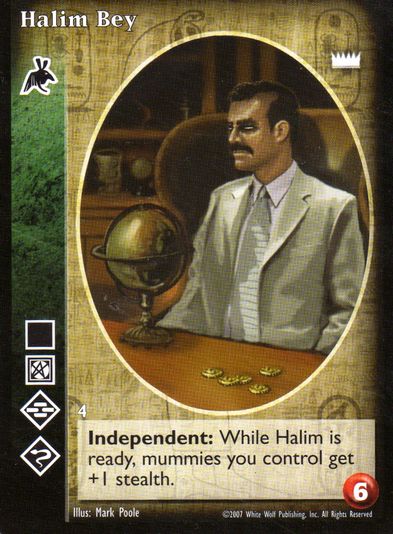 Halim Bey
4
Independent: While Halim is
ready, mummies you control get
+1 stealth.
6
Illus: Mark Poole
©2007 White Wolf Publishing, Inc. All Rights Reserved